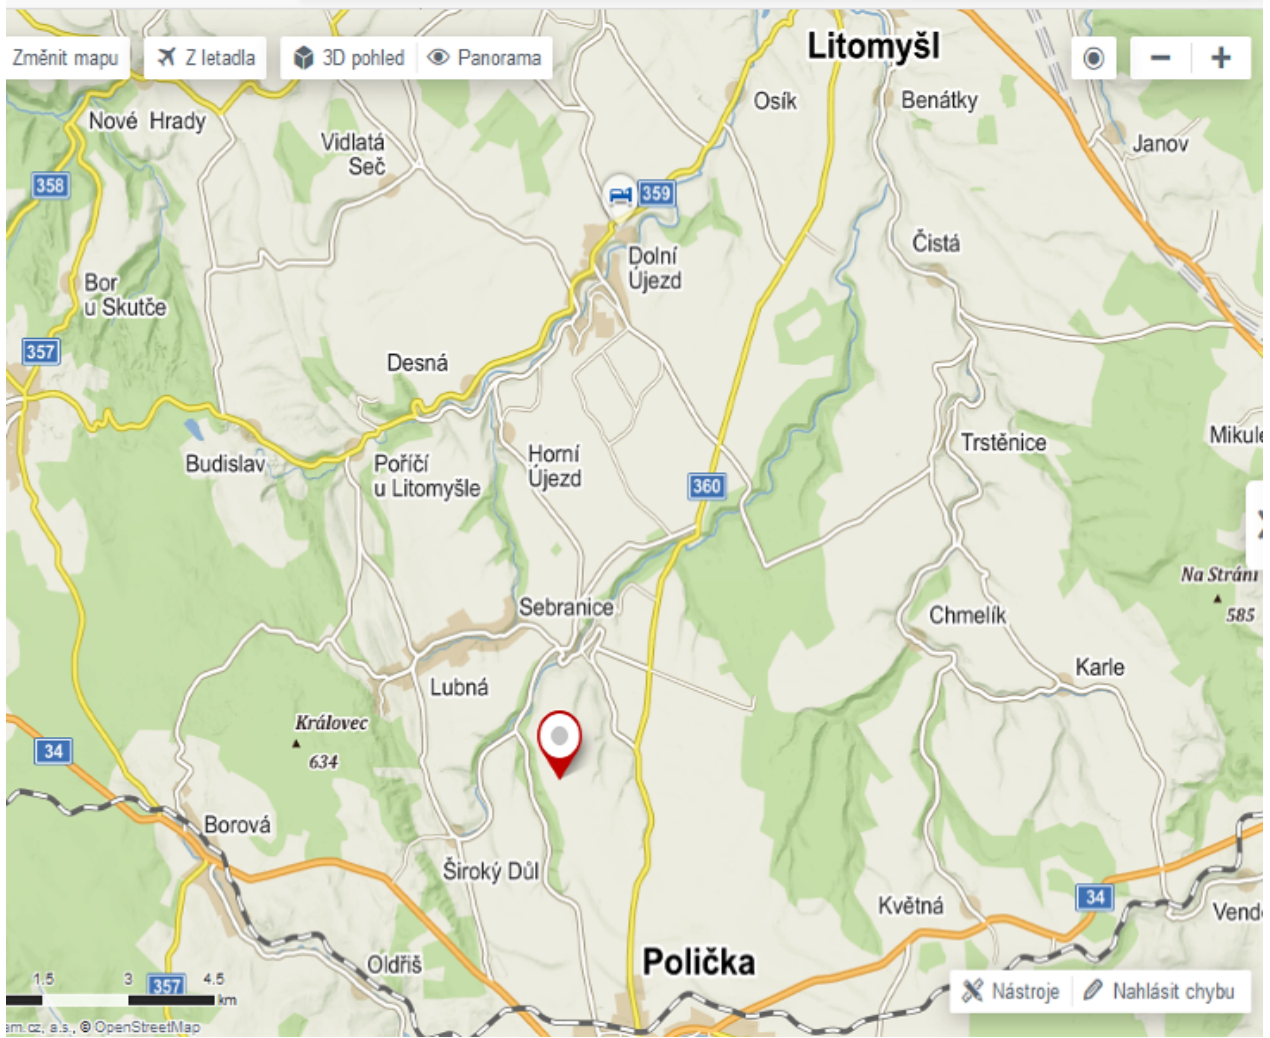 Litomyšl
Změnit mapu
Z letadla
3D pohled
Panorama
Osík
Benátky
Nové Hrady
Vidlatá
Seč
Janov
358
359
Čistá
Dolní
Újezd
Bor
u Skutče
357
Desná
Budislav
Poříčí
u Litomyšle
Horní
Újezd
Trstěnice
360
Na Stráni
585
Sebranice
Chmelík
Karle
Lubná
Královec
634
34
Borová
Široký Důl
34
Květná
Oldřiš
Polička
1.5
3
4.5
km
357
Nástroje
Nahlásit chybu
a.s., © OpenStreetMap